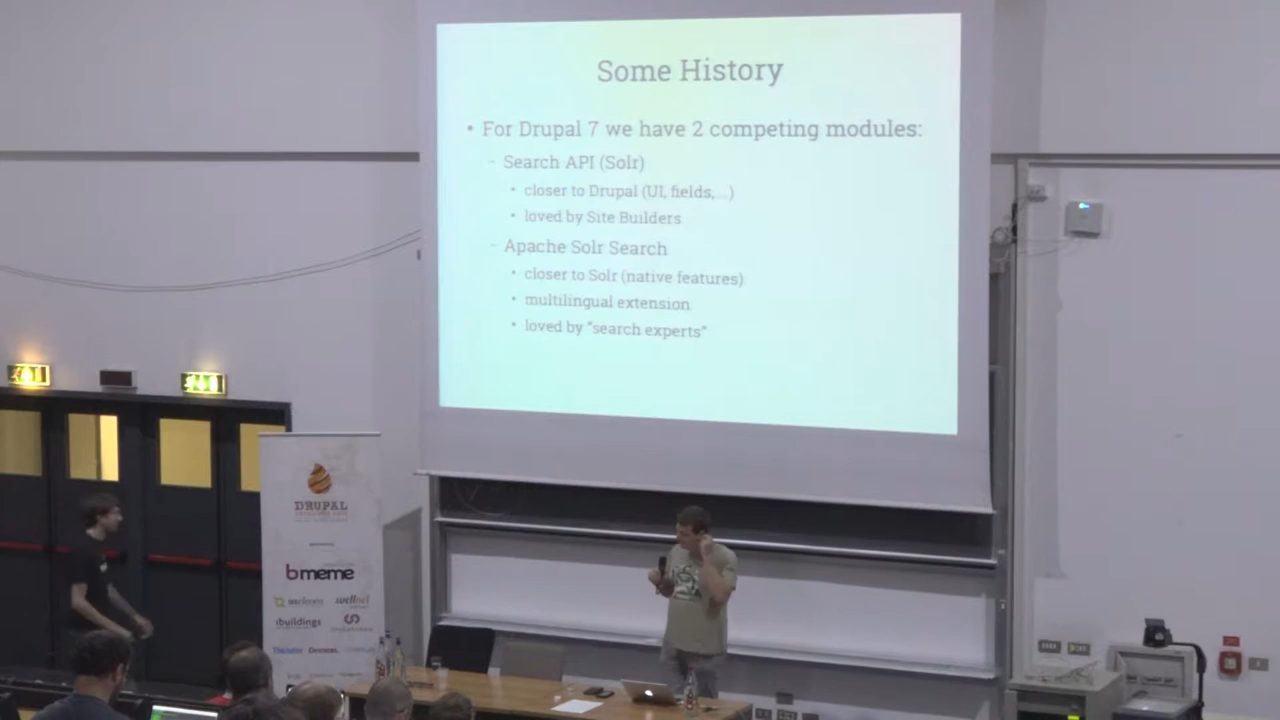 Some History
• For Drupal 7 we have 2 competing modules:
- Search API (Solr)
• closer to Drupal (UI, fields,...)
• loved by Site Builders
- Apache Solr Search
• closer to Solr (native features)
• multilingual extension
• loved by "search experts"
DRUPAL
bmeme
wellnet
ibuildings